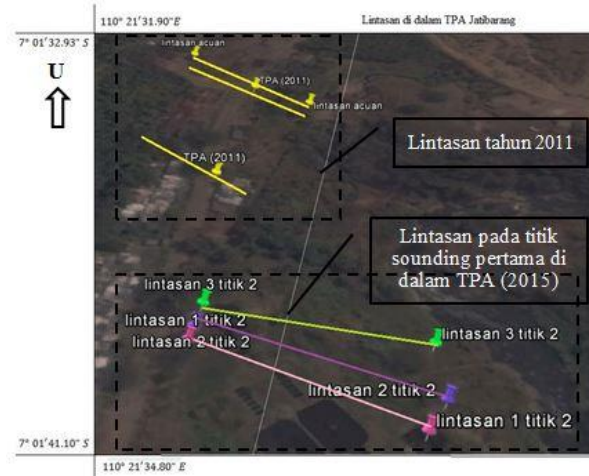 110° 21’31.90" E
Lintasan di dalam TPA Jatibarang
7° 01’32.93" S
U
lintasan acuan
TPA (2011)
lintasan acuan
TPA (2011)
Lintasan tahun 2011
Lintasan pada titik
sounding pertama di
dalam TPA (2015)
lintasan 3 titik 2
lintasan 1 titik 2
lintasan 2 titik 2
lintasan 3 titik 2
lintasan 2 titik 2
lintasan 1 titik 2
7° 01’41.10" S
110° 21’34.80" E